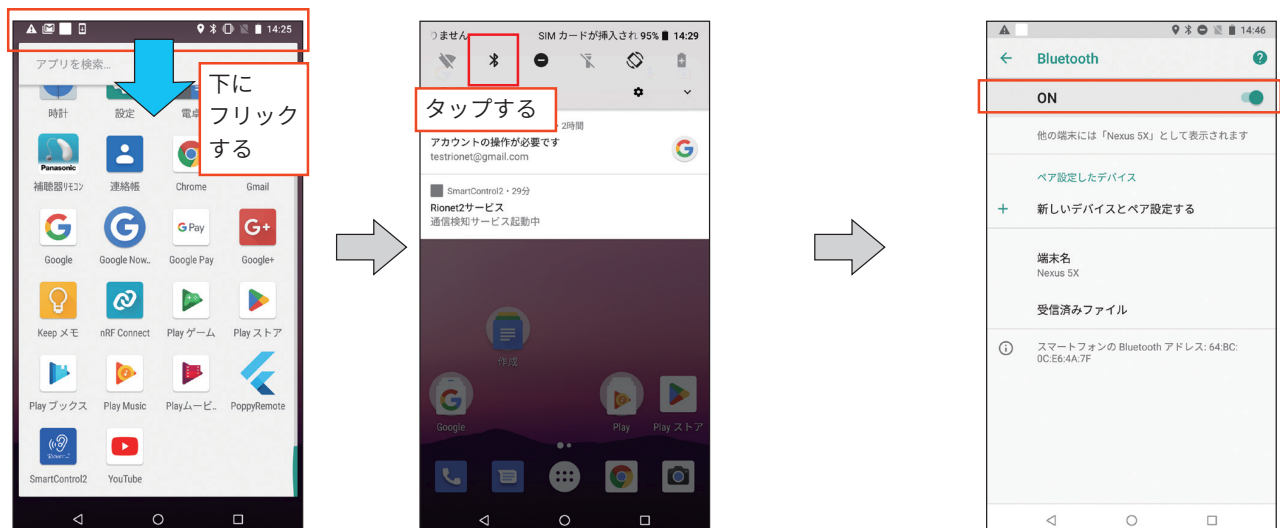 14:25
アプリを検索...
下に
フリック
する
時計
設定
電卓
Panasonic
補聴器リモコン
連絡帳
Chrome
Gmail
Google
Google Now..
G Pay
Google Pay
G+
Google+
Keep メモ
nRF Connect
Play ゲーム
Play ストア
Play ブックス
Play Music
Playムービ..
PoppyRemote
SmartControl2
YouTube
りません
SIM カードが挿入され 95% 14:29
タップする
・2時間
アカウントの操作が必要です
testrionet@gmail.com
SmartControl2・29分
Rionet2サービス
通信検知サービス起動中
作成
Google
Play
Play ストア
14:46
Bluetooth
ON
他の端末には「Nexus 5X」として表示されます
ペア設定したデバイス
新しいデバイスとペア設定する
端末名
Nexus 5X
受信済みファイル
スマートフォンの Bluetooth アドレス: 64:BC:
0C:E6:4A:7F